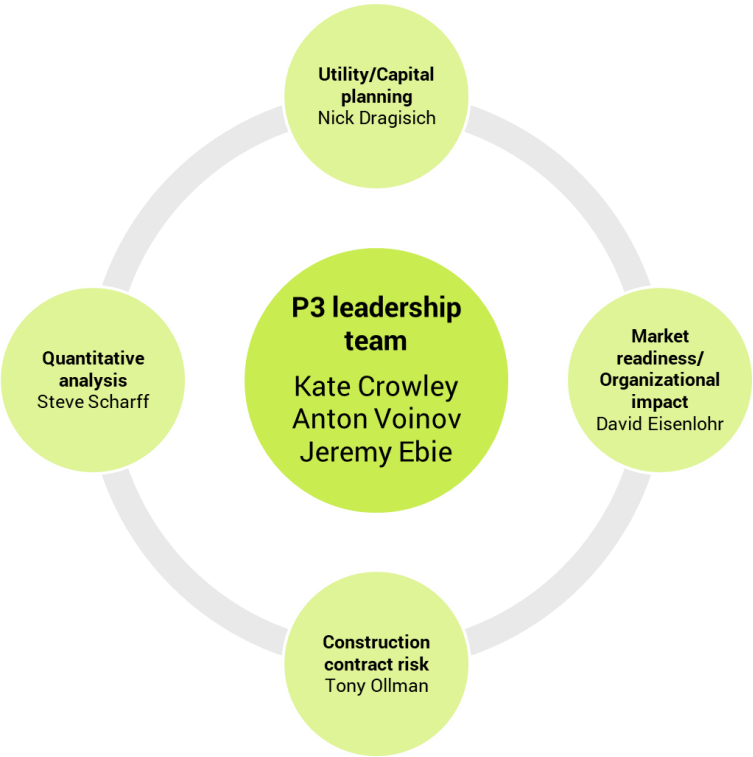 Utility/Capital
planning
Nick Dragisich
P3 leadership
team
Kate Crowley
Anton Voinov
Jeremy Ebie
Quantitative
analysis
Steve Scharff
Market
readiness/
Organizational
impact
David Eisenlohr
Construction
contract risk
Tony Ollman